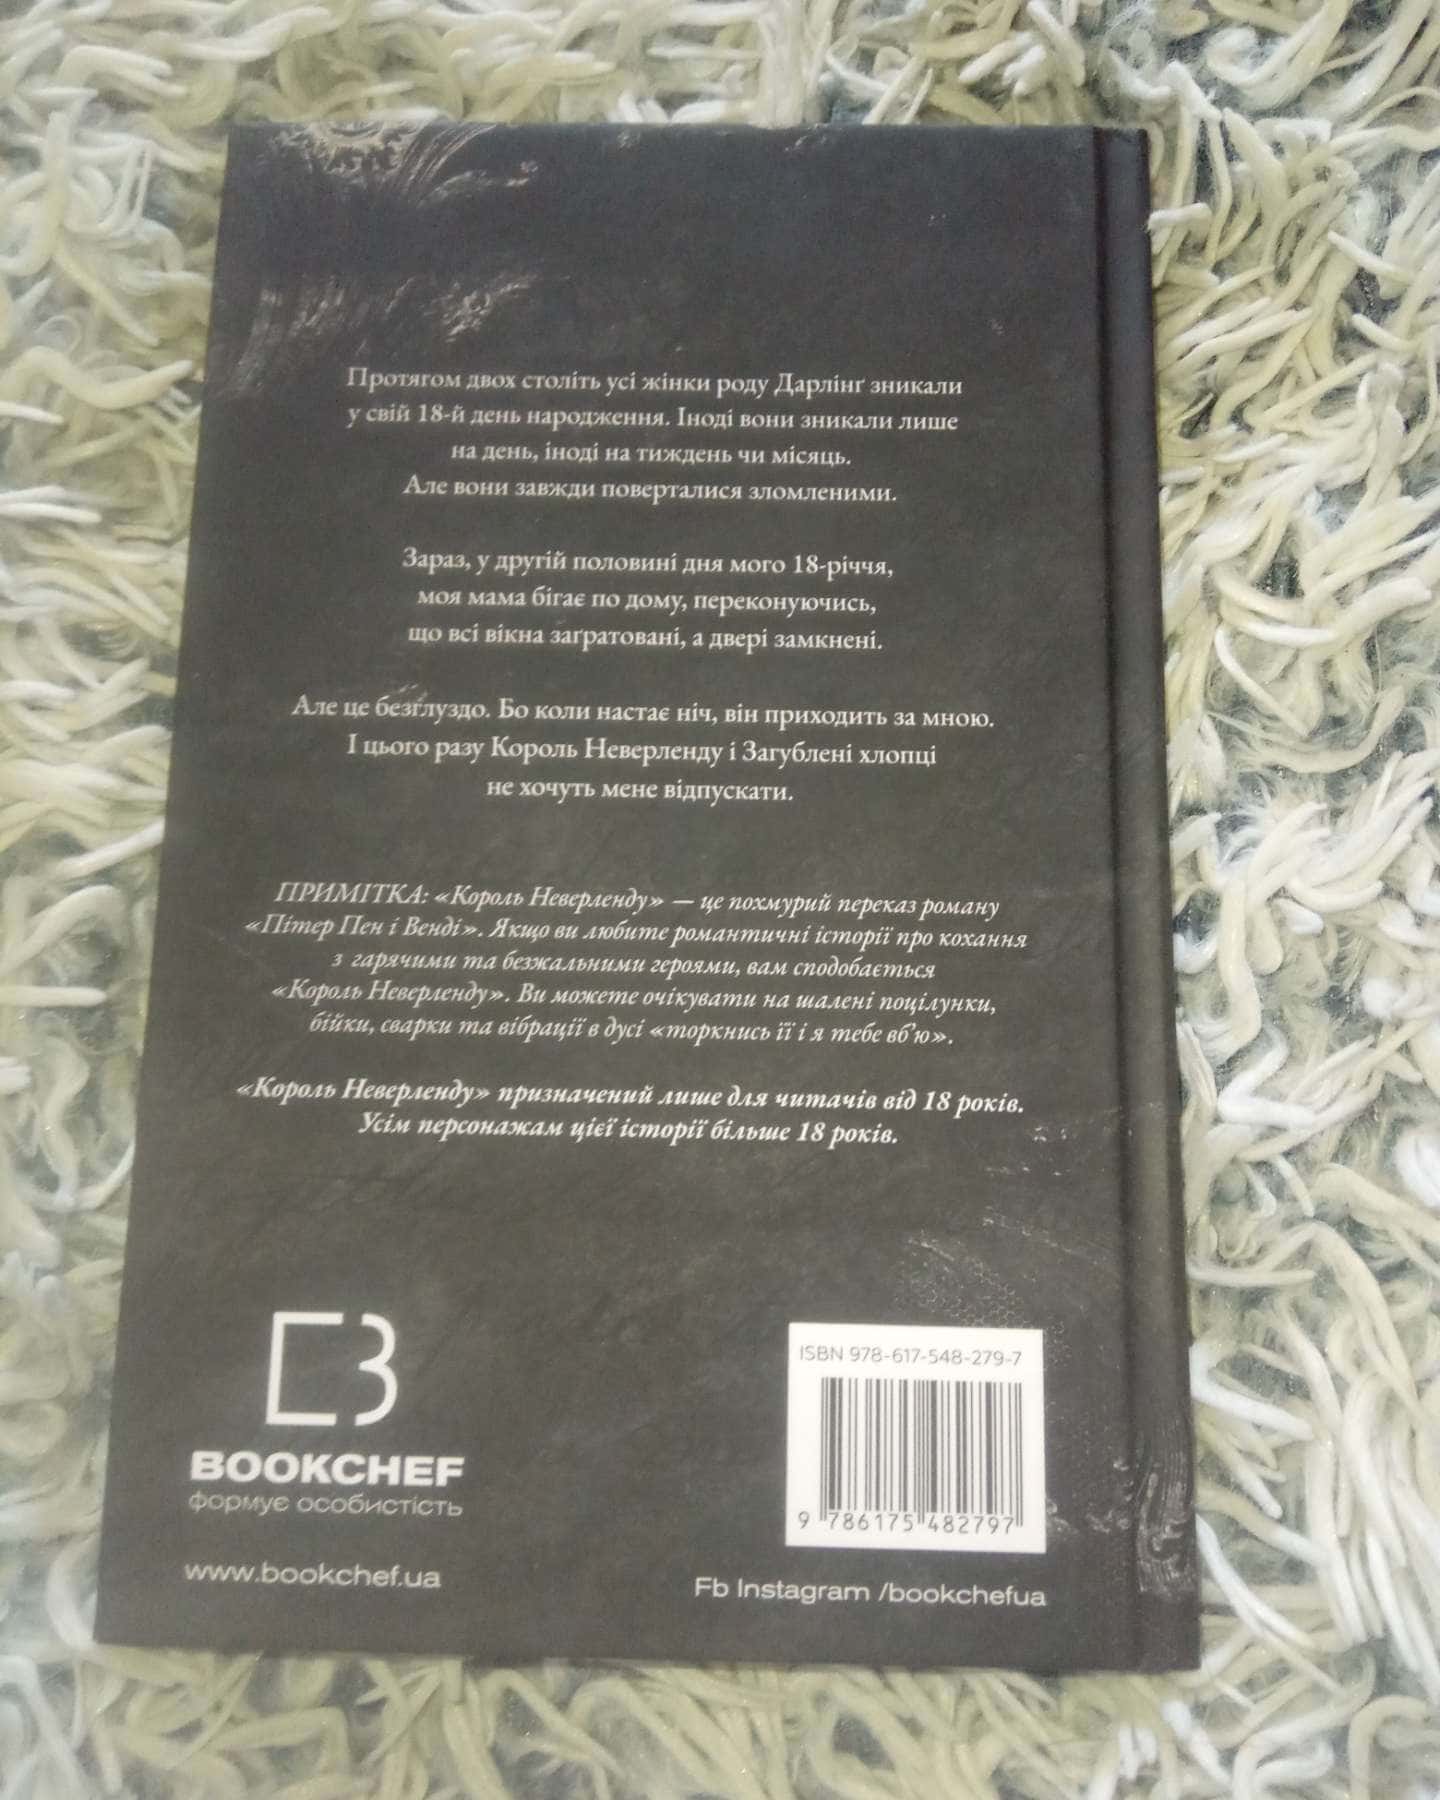 Протягом двох століть усі жінки роду Дарлінґ зникали
у свій 18-й день народження. Іноді вони зникали лише
на день, іноді на тиждень чи місяць.
Але вони завжди поверталися зломленими.
Зараз, у другій половині дня мого 18-річчя,
моя мама бігає по дому, переконуючись,
що всі вікна заґратовані, а двері замкнені.
Але це безглуздо. Бо коли настає ніч, він приходить за мною.
І цього разу Король Неверленду і Загублені хлопці
не хочуть мене відпускати.
ПРИМІТКА: «Король Неверленду» — це похмурий переказ роману
«Пітер Пен і Венді». Якщо ви любите романтичні історії про кохання
з гарячими та безжальними героями, вам сподобається
«Король Неверленду». Ви можете очікувати на шалені поцілунки,
бійки, сварки та вібрації в дусі «торкнись її і я тебе вб'ю».
«Король Неверленду» призначений лише для читачів від 18 років.
Усім персонажам цієї історії більше 18 років.
BOOKCHEF
формує особистість
www.bookchef.ua
ISBN 978-617-548-279-7
9 786175 482797
Fb Instagram /bookchefua